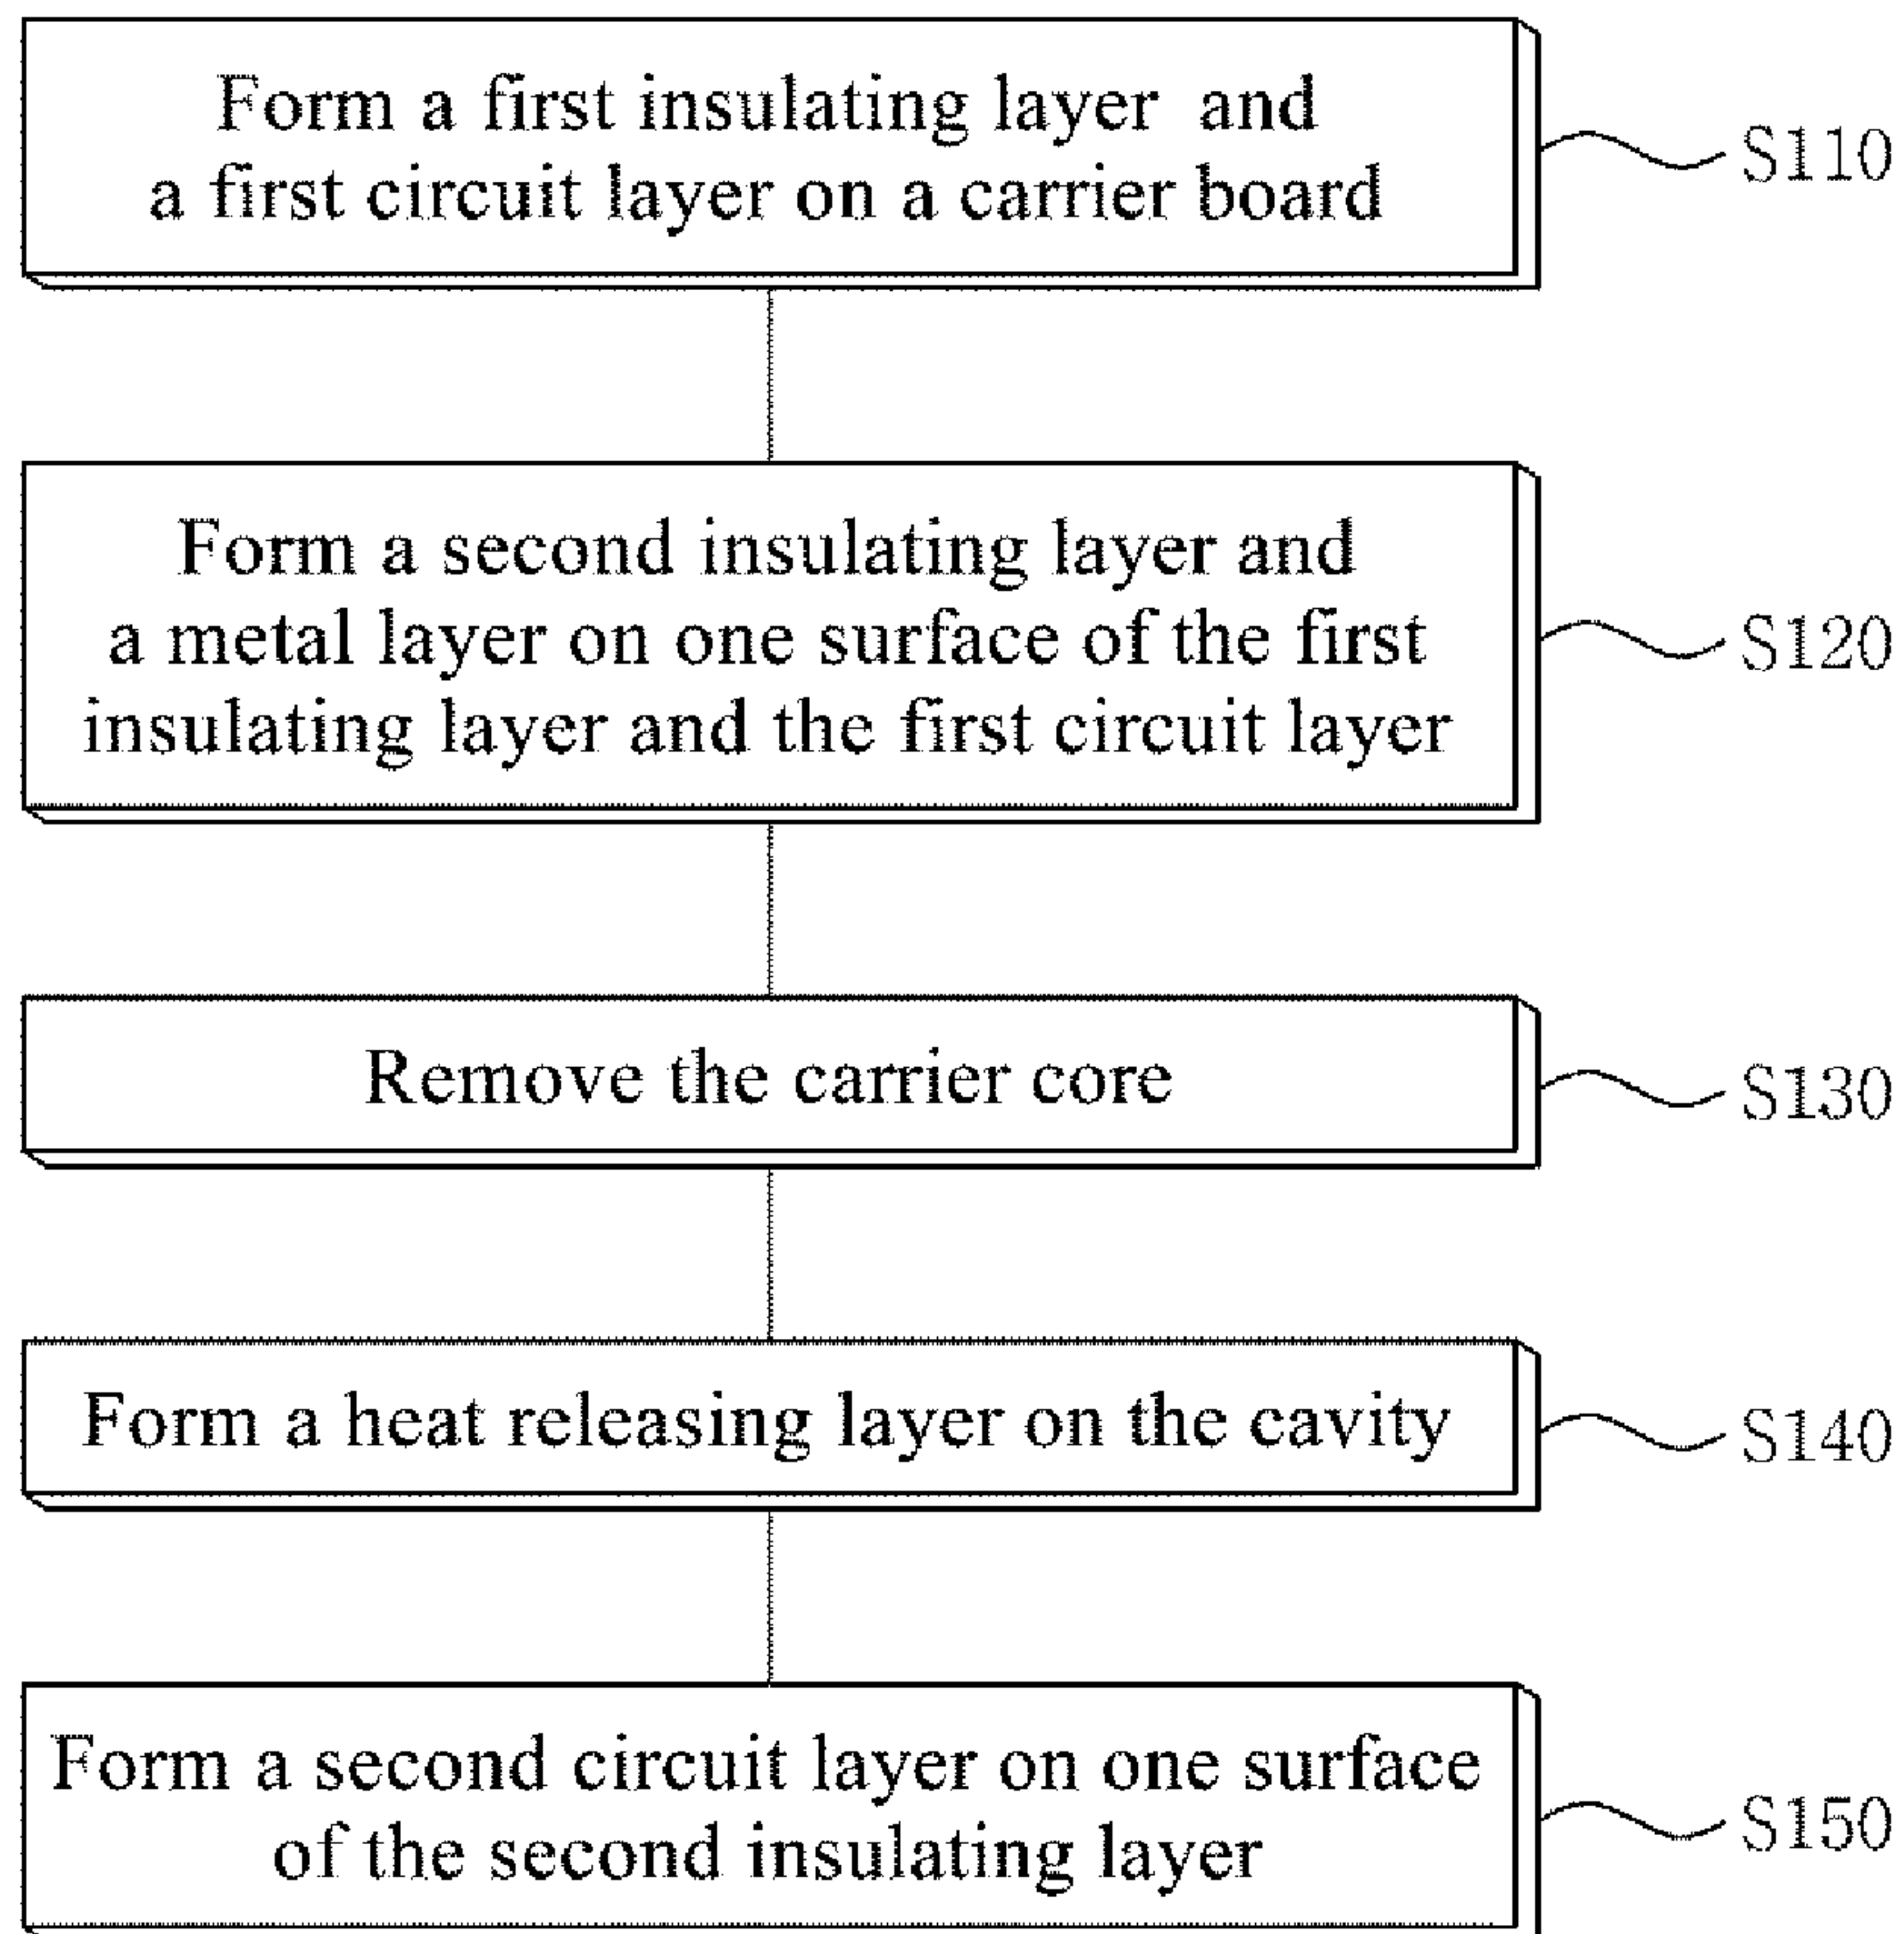 Form a first insulating layer and
a first circuit layer on a carrier board
S110
Form a second insulating layer and
a metal layer on one surface of the first
insulating layer and the first circuit layer
S120
Remove the carrier core
S130
Form a heat releasing layer on the cavity
S140
Form a second circuit layer on one surface
of the second insulating layer
S150